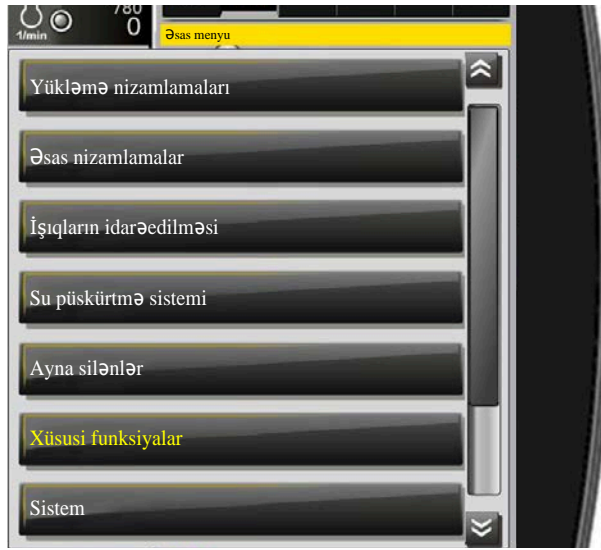 780
1/min
0
Əsas menyu
Yükləmə nizamlamaları
Əsas nizamlamalar
İşıqların idarəedilməsi
Su püskürtmə sistemi
Ayna silənlər
Xüsusi funksiyalar
Sistem